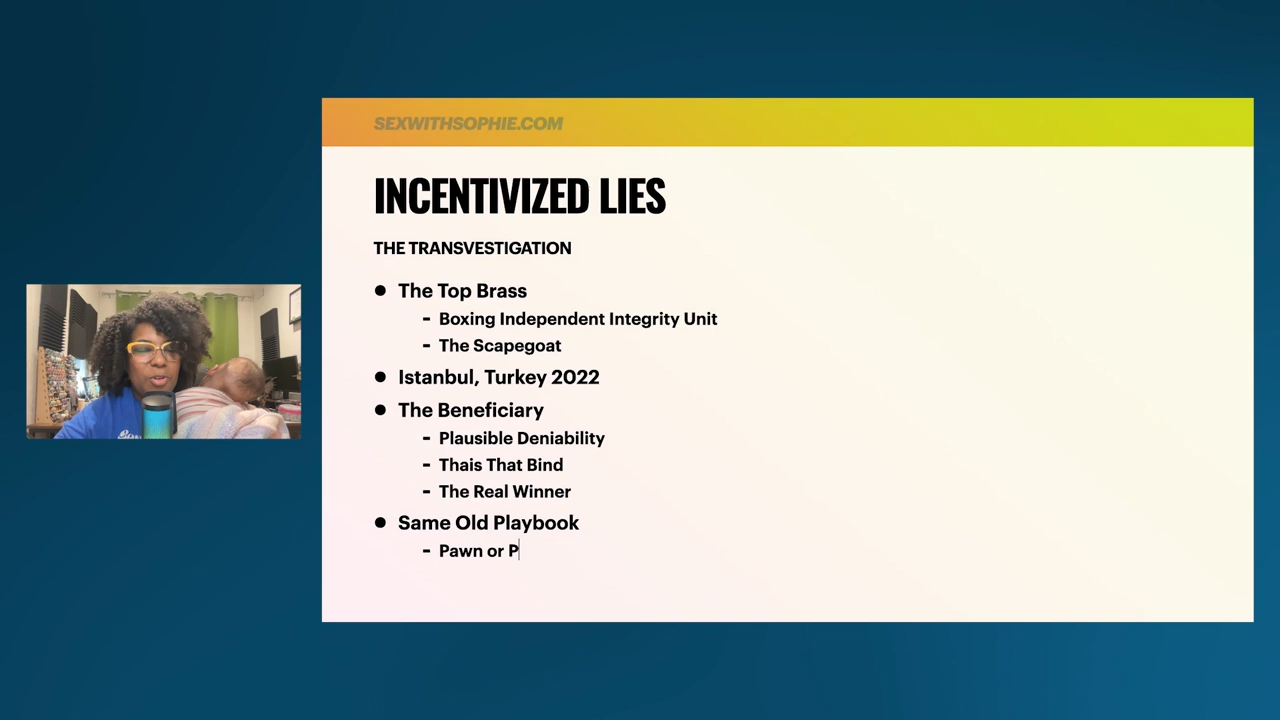 SEXWITHSOPHIE.COM
INCENTIVIZED LIES
THE TRANSVESTIGATION
● The Top Brass
- Boxing Independent Integrity Unit
- The Scapegoat
● Istanbul, Turkey 2022
● The Beneficiary
- Plausible Deniability
- Thais That Bind
- The Real Winner
● Same Old Playbook
- Pawn or P